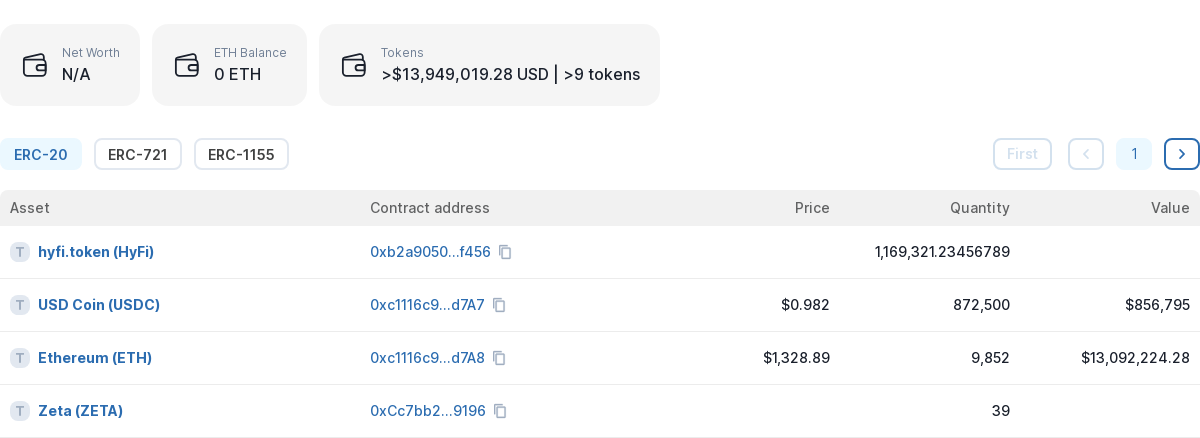 Net Worth
N/A
ETH Balance
0 ETH
Tokens
>$13,949,019.28 USD | >9 tokens
ERC-20 ERC-721 ERC-1155 First 1
Asset Contract address Price Quantity Value
T hyfi.token (HyFi) 0xb2a9050...f456 1,169,321.23456789
T USD Coin (USDC) 0xc1116c9...d7A7 $0.982 872,500 $856,795
T Ethereum (ETH) 0xc1116c9...d7A8 $1,328.89 9,852 $13,092,224.28
T Zeta (ZETA) 0xCc7bb2...9196 39